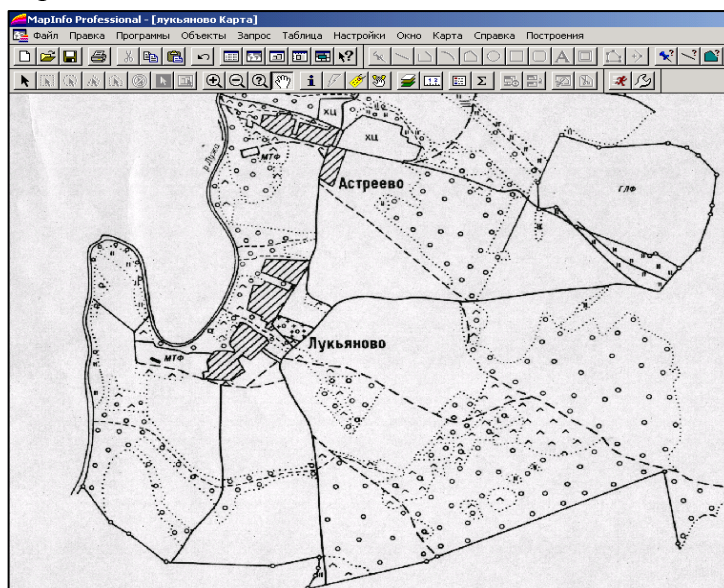 MapInfo Professional - [лукьяново Карта]
Файл Правка Программы Объекты Запрос Таблица Настройки Окно Карта Справка Построения
ХЦ
ХЦ
МТФ
р. Лужа
Астреево
ГЛФ
Лукьяново
МТФ